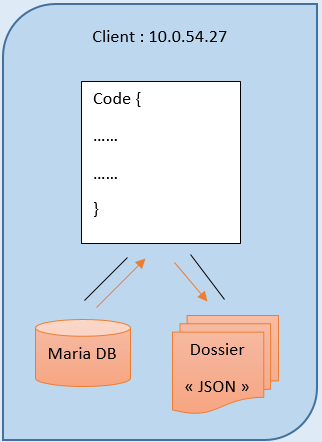 Client : 10.0.54.27
Code {
……
……
}
Maria DB
Dossier
« JSON »